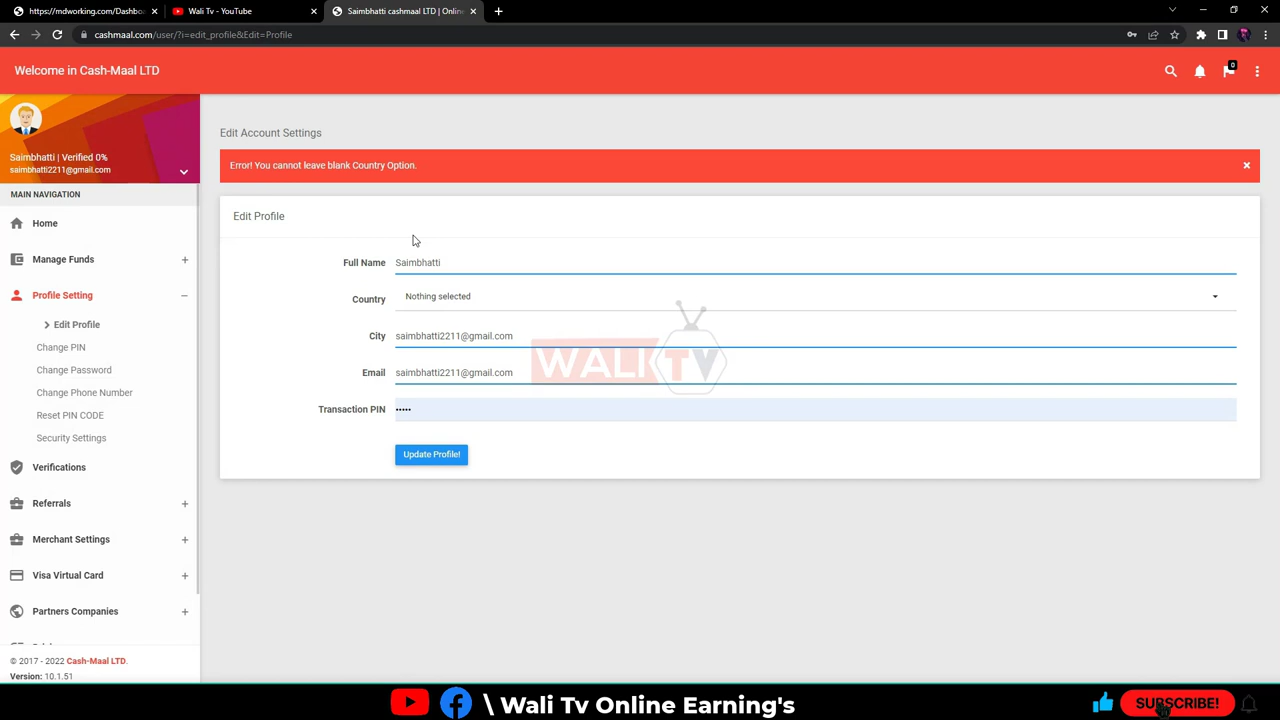 https://mdworking.com/Dashbo
Wali Tv - YouTube
Saimbhatti cashmaal LTD | Online
cashmaal.com/user/?i=edit_profile&Edit=Profile
Welcome in Cash-Maal LTD
0
Saimbhatti | Verified 0%
saimbhatti2211@gmail.com
MAIN NAVIGATION
Home
Manage Funds
Profile Setting
Edit Profile
Change PIN
Change Password
Change Phone Number
Reset PIN CODE
Security Settings
Verifications
Referrals
Merchant Settings
Visa Virtual Card
Partners Companies
© 2017 - 2022 Cash-Maal LTD.
Version: 10.1.51
Edit Account Settings
Error! You cannot leave blank Country Option.
Edit Profile
Full Name Saimbhatti
Country Nothing selected
City saimbhatti2211@gmail.com
Email saimbhatti2211@gmail.com
Transaction PIN •••••
Update Profile!
WALI TV
\ Wali Tv Online Earning's
SUBSCRIBE!